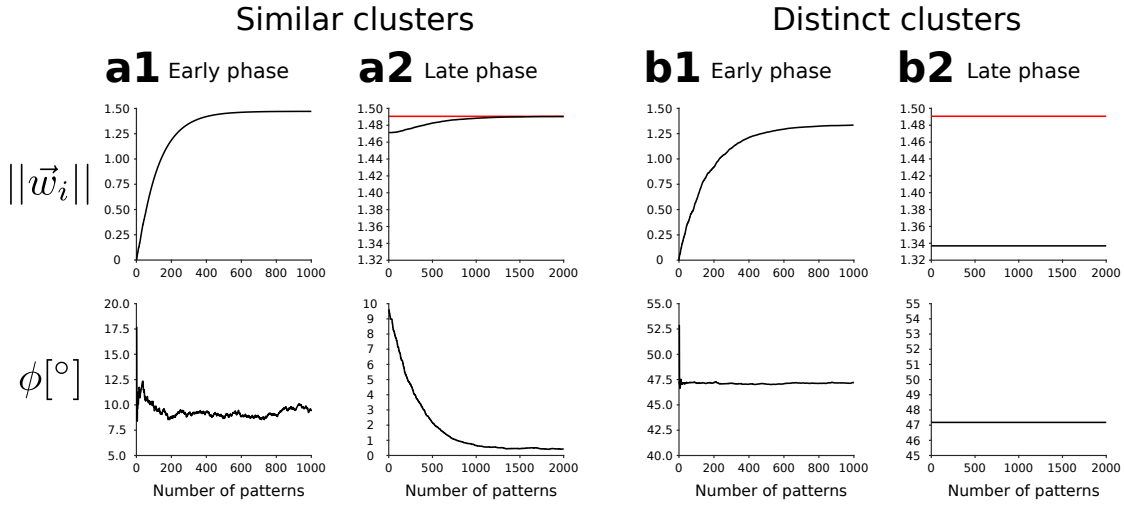 Similar clusters Distinct clusters
a1 Early phase a2 Late phase b1 Early phase b2 Late phase
||w⃗ᵢ||
1.50 1.50 1.50 1.50
1.25 1.48 1.25 1.48
1.46 1.46
1.00 1.44 1.00 1.44
1.42 1.42
0.75 1.40 0.75 1.40
0.50 1.38 0.50 1.38
1.36 1.36
0.25 1.34 0.25 1.34
0 1.32 0 1.32
0 200 400 600 800 1000 0 500 1000 1500 2000 0 200 400 600 800 1000 0 500 1000 1500 2000
ϕ[°]
20.0 10 55.0 55
17.5 9 52.5 54
8 53
15.0 7 50.0 52
6 51
12.5 5 47.5 50
10.0 4 45.0 49
3 48
7.5 2 42.5 47
1 46
5.0 0 40.0 45
0 200 400 600 800 1000 0 500 1000 1500 2000 0 200 400 600 800 1000 0 500 1000 1500 2000
Number of patterns Number of patterns Number of patterns Number of patterns